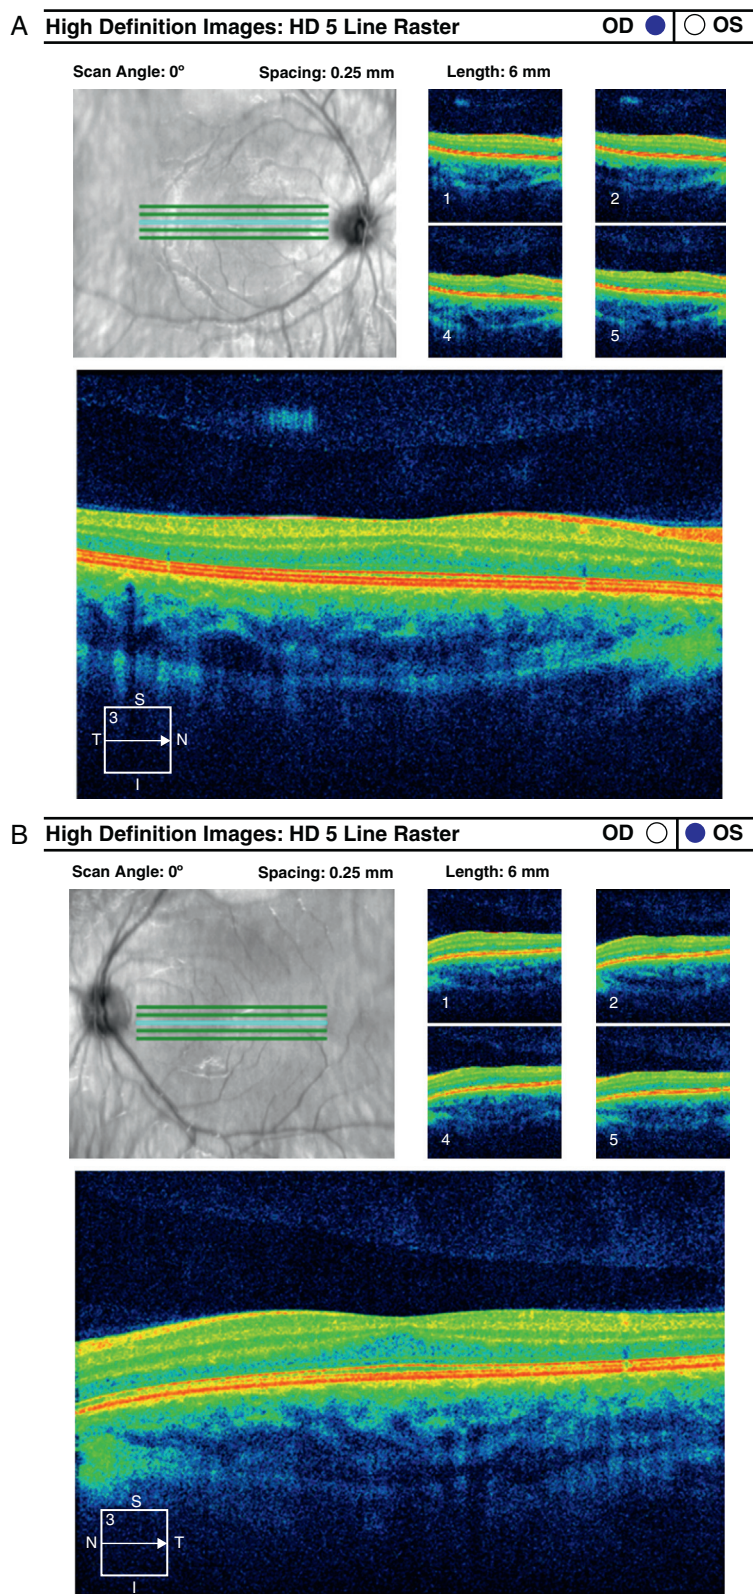 A High Definition Images: HD 5 Line Raster OD OS
Scan Angle: 0° Spacing: 0.25 mm Length: 6 mm
1 2
4 5
S
3
T N
I
B High Definition Images: HD 5 Line Raster OD OS
Scan Angle: 0° Spacing: 0.25 mm Length: 6 mm
1 2
4 5
S
3
N T
I